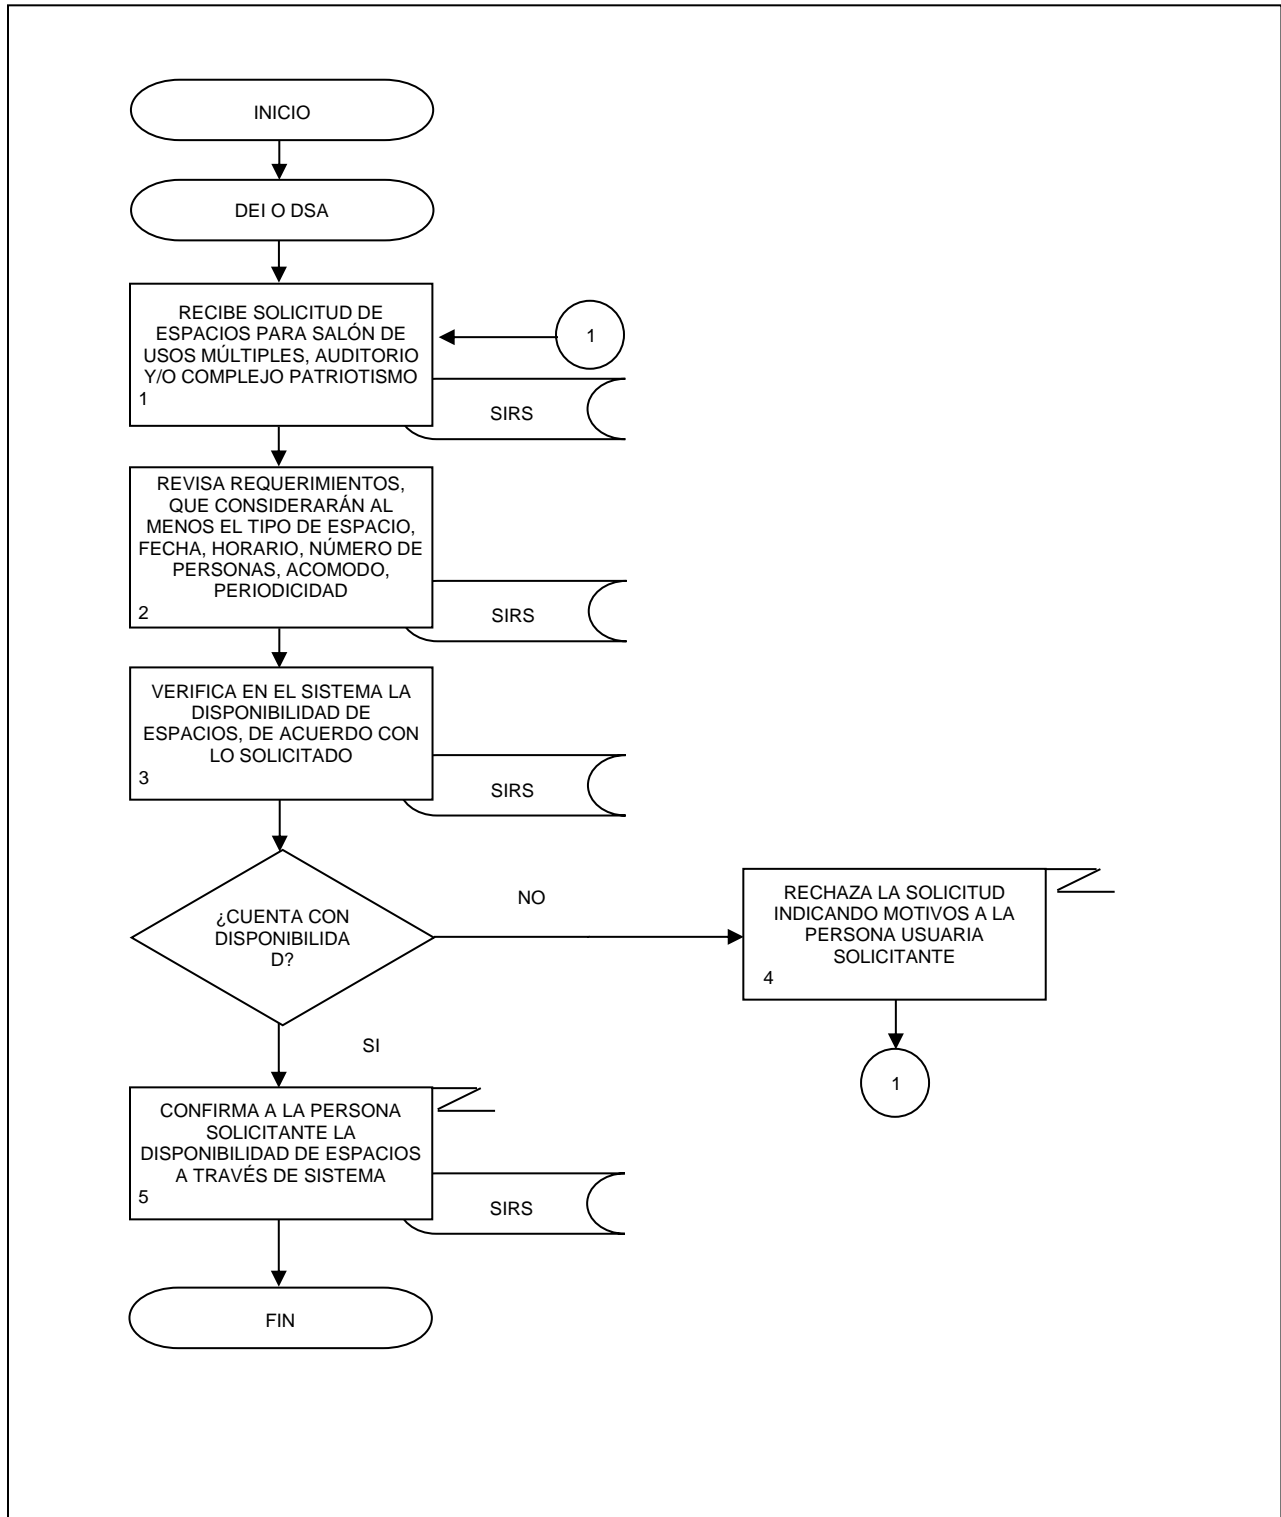 INICIO
DEI O DSA
RECIBE SOLICITUD DE
ESPACIOS PARA SALÓN DE
USOS MÚLTIPLES, AUDITORIO
Y/O COMPLEJO PATRIOTISMO
1
1
SIRS
REVISA REQUERIMIENTOS,
QUE CONSIDERARÁN AL
MENOS EL TIPO DE ESPACIO,
FECHA, HORARIO, NÚMERO DE
PERSONAS, ACOMODO,
PERIODICIDAD
2
SIRS
VERIFICA EN EL SISTEMA LA
DISPONIBILIDAD DE
ESPACIOS, DE ACUERDO CON
LO SOLICITADO
3
SIRS
¿CUENTA CON
DISPONIBILIDA
D?
NO
RECHAZA LA SOLICITUD
INDICANDO MOTIVOS A LA
PERSONA USUARIA
SOLICITANTE
4
1
SI
CONFIRMA A LA PERSONA
SOLICITANTE LA
DISPONIBILIDAD DE ESPACIOS
A TRAVÉS DE SISTEMA
5
SIRS
FIN